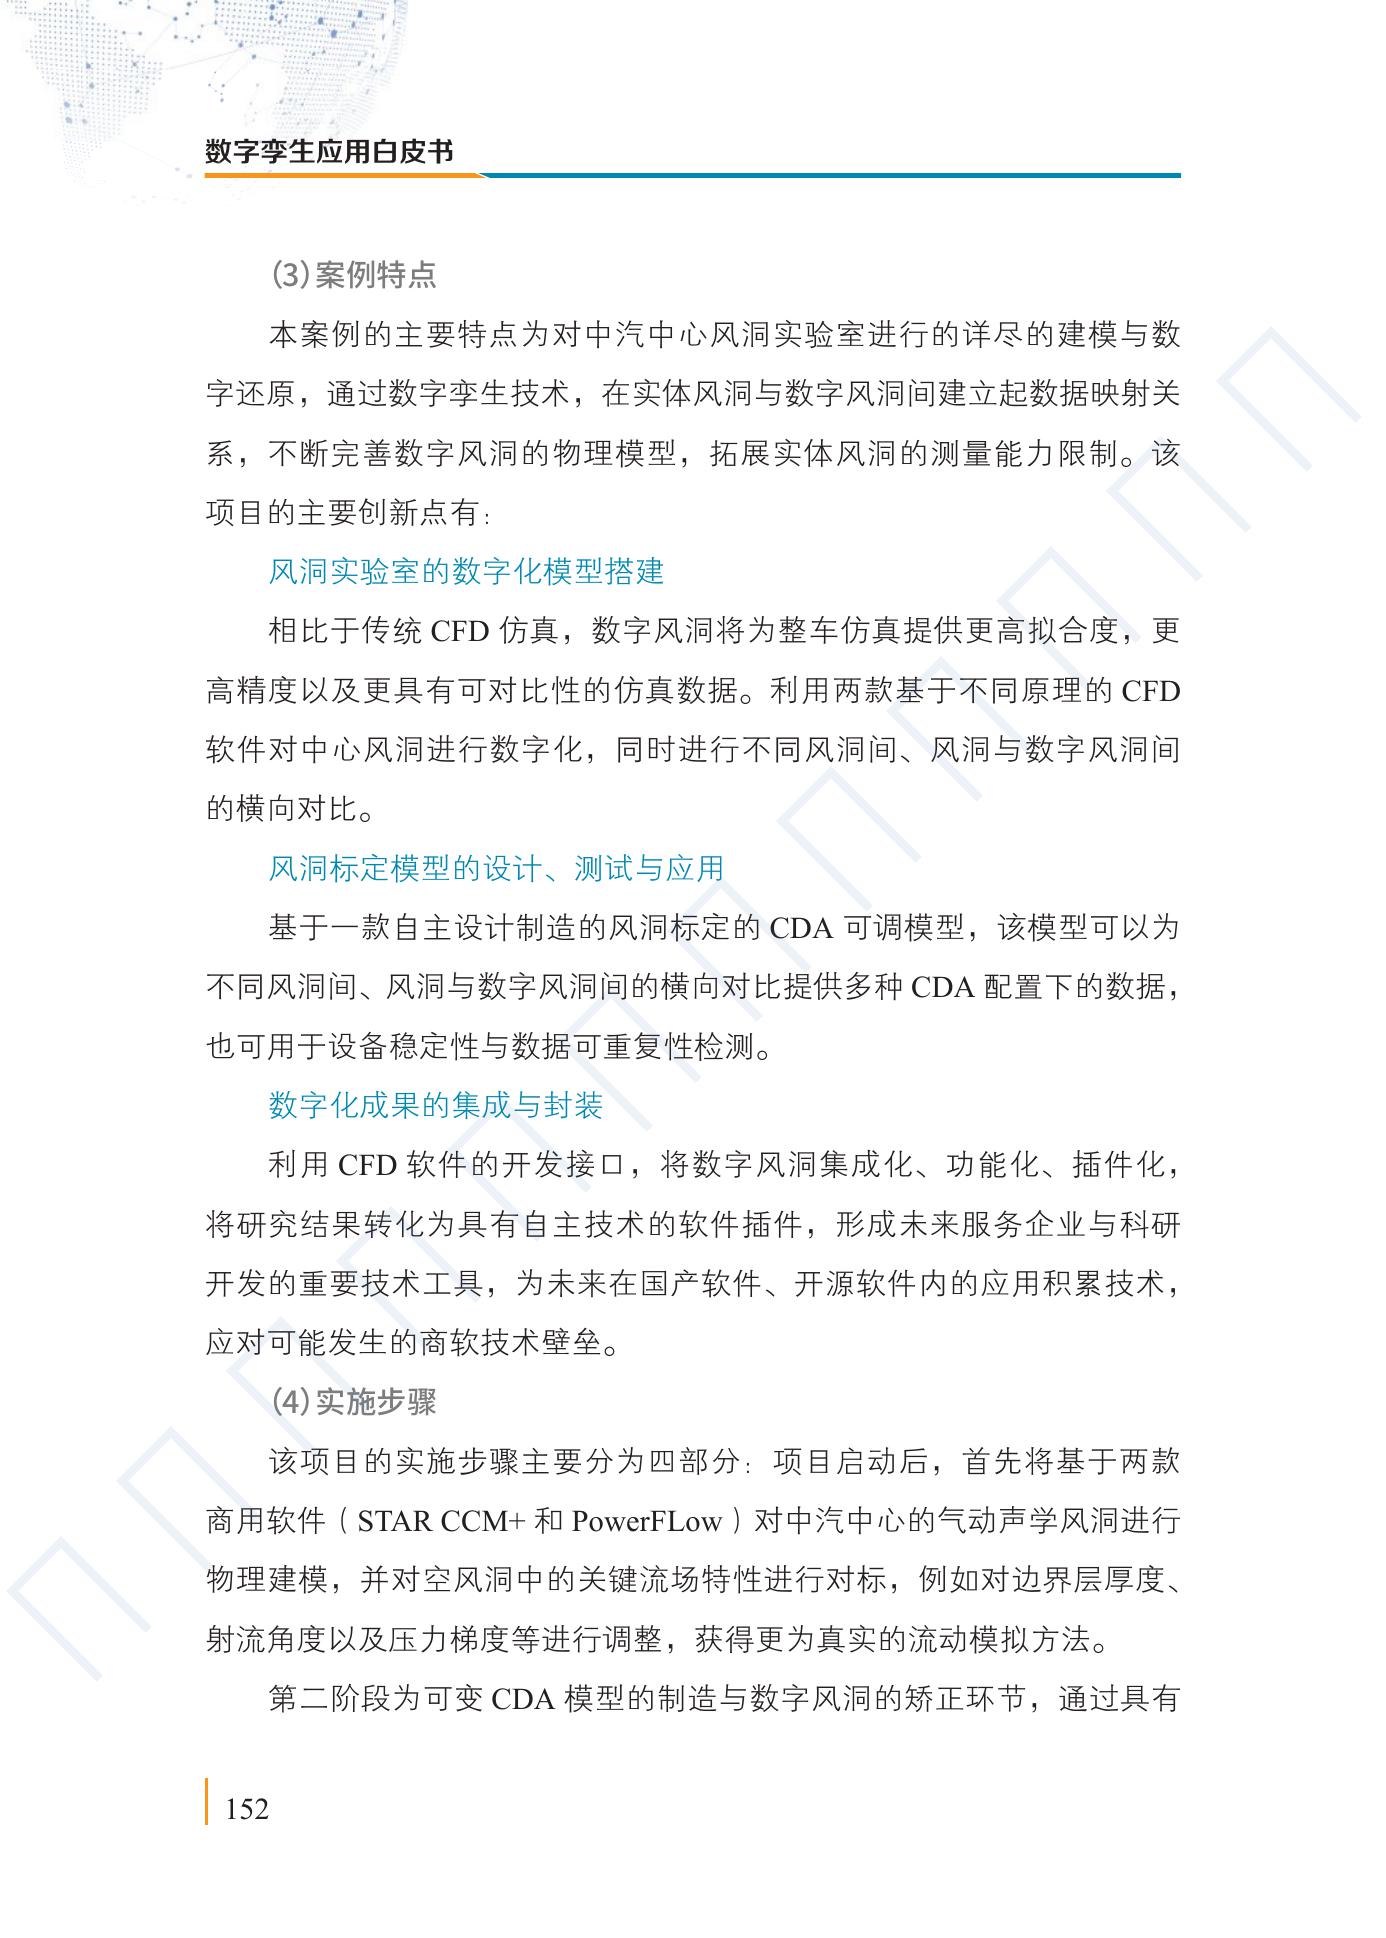 数字孪生应用白皮书
(3)案例特点
本案例的主要特点为对中汽中心风洞实验室进行的详尽的建模与数
字还原，通过数字孪生技术，在实体风洞与数字风洞间建立起数据映射关
系，不断完善数字风洞的物理模型，拓展实体风洞的测量能力限制。该
项目的主要创新点有：
风洞实验室的数字化模型搭建
相比于传统 CFD 仿真，数字风洞将为整车仿真提供更高拟合度，更
高精度以及更具有可对比性的仿真数据。利用两款基于不同原理的 CFD
软件对中心风洞进行数字化，同时进行不同风洞间、风洞与数字风洞间
的横向对比。
风洞标定模型的设计、测试与应用
基于一款自主设计制造的风洞标定的 CDA 可调模型，该模型可以为
不同风洞间、风洞与数字风洞间的横向对比提供多种 CDA 配置下的数据，
也可用于设备稳定性与数据可重复性检测。
数字化成果的集成与封装
利用 CFD 软件的开发接口，将数字风洞集成化、功能化、插件化，
将研究结果转化为具有自主技术的软件插件，形成未来服务企业与科研
开发的重要技术工具，为未来在国产软件、开源软件内的应用积累技术，
应对可能发生的商软技术壁垒。
(4)实施步骤
该项目的实施步骤主要分为四部分：项目启动后，首先将基于两款
商用软件（STAR CCM+ 和 PowerFLow）对中汽中心的气动声学风洞进行
物理建模，并对空风洞中的关键流场特性进行对标，例如对边界层厚度、
射流角度以及压力梯度等进行调整，获得更为真实的流动模拟方法。
第二阶段为可变 CDA 模型的制造与数字风洞的矫正环节，通过具有
152